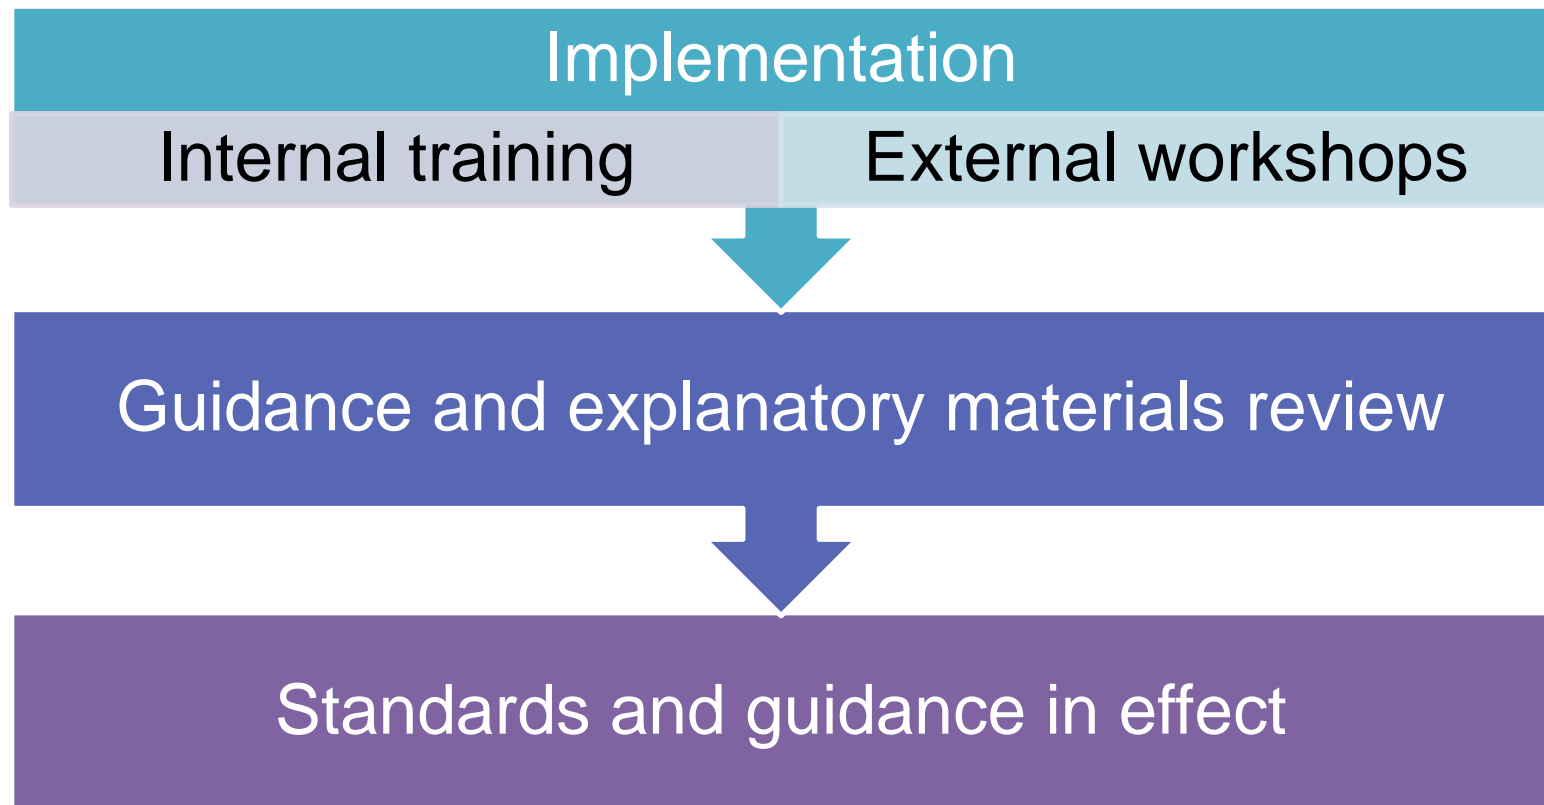 Implementation
Internal training
External workshops
Guidance and explanatory materials review
Standards and guidance in effect